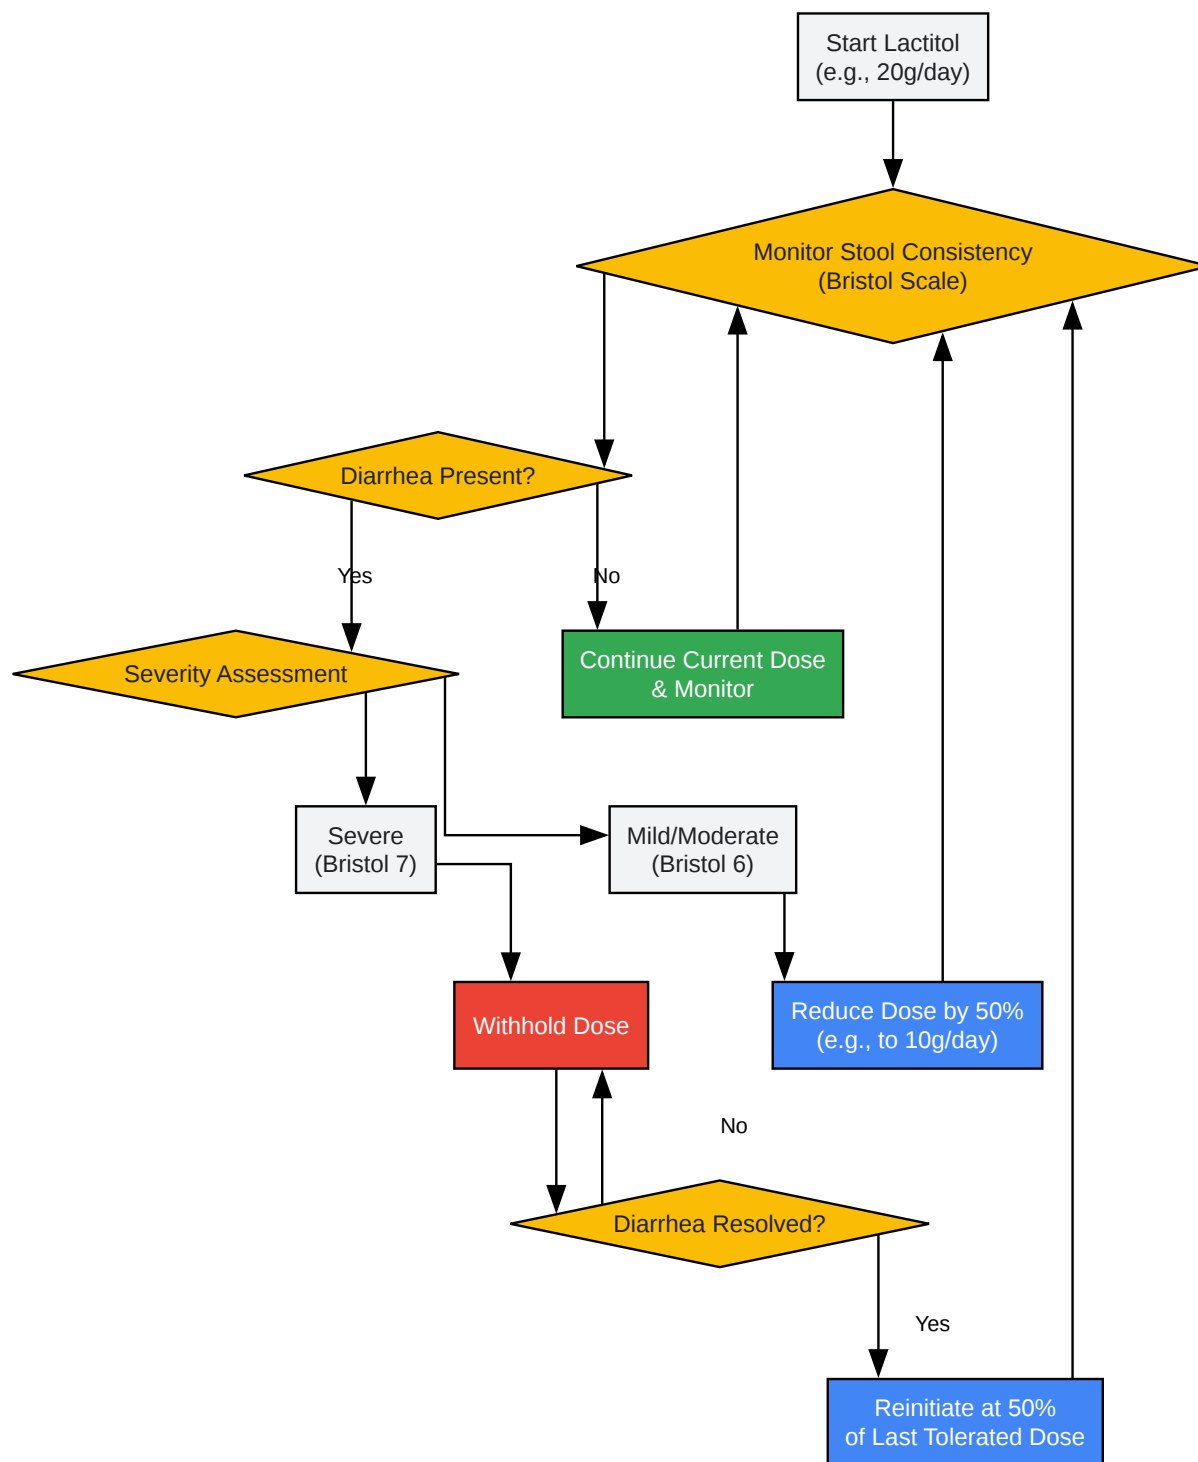 Start Lactitol
(e.g., 20g/day)
Monitor Stool Consistency
(Bristol Scale)
Diarrhea Present?
Yes
No
Continue Current Dose
& Monitor
Severity Assessment
Severe
(Bristol 7)
Mild/Moderate
(Bristol 6)
Withhold Dose
Reduce Dose by 50%
(e.g., to 10g/day)
No
Diarrhea Resolved?
Yes
Reinitiate at 50%
of Last Tolerated Dose